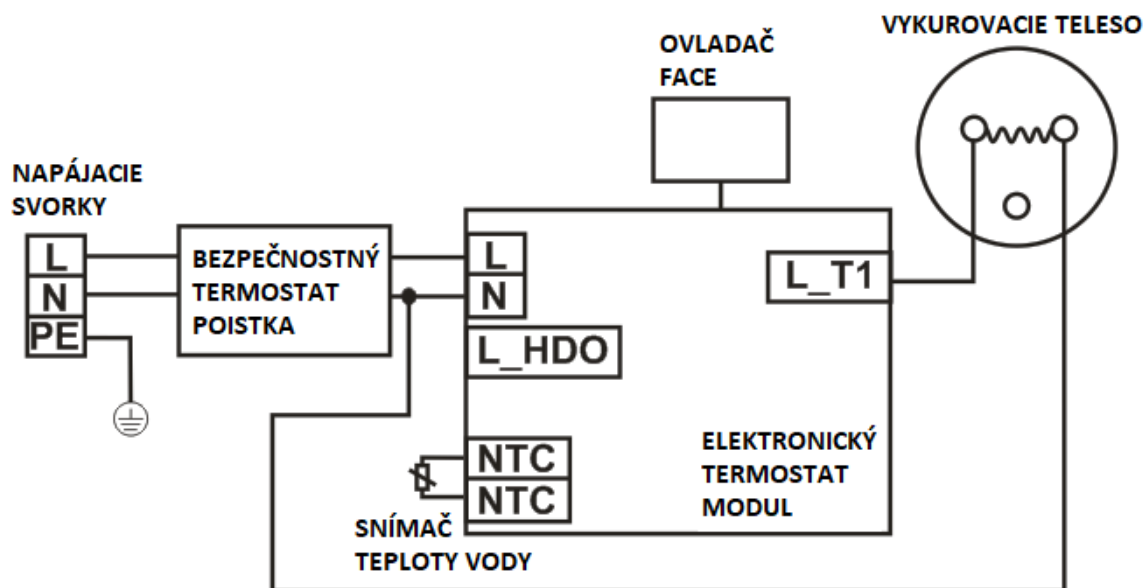 VYKUROVACIE TELESO
OVLADAČ
FACE
NAPÁJACIE
SVORKY
L
N
PE
BEZPEČNOSTNÝ
TERMOSTAT
POISTKA
L
N
L_HDO
NTC
NTC
L_T1
ELEKTRONICKÝ
TERMOSTAT
MODUL
SNÍMAČ
TEPLOTY VODY